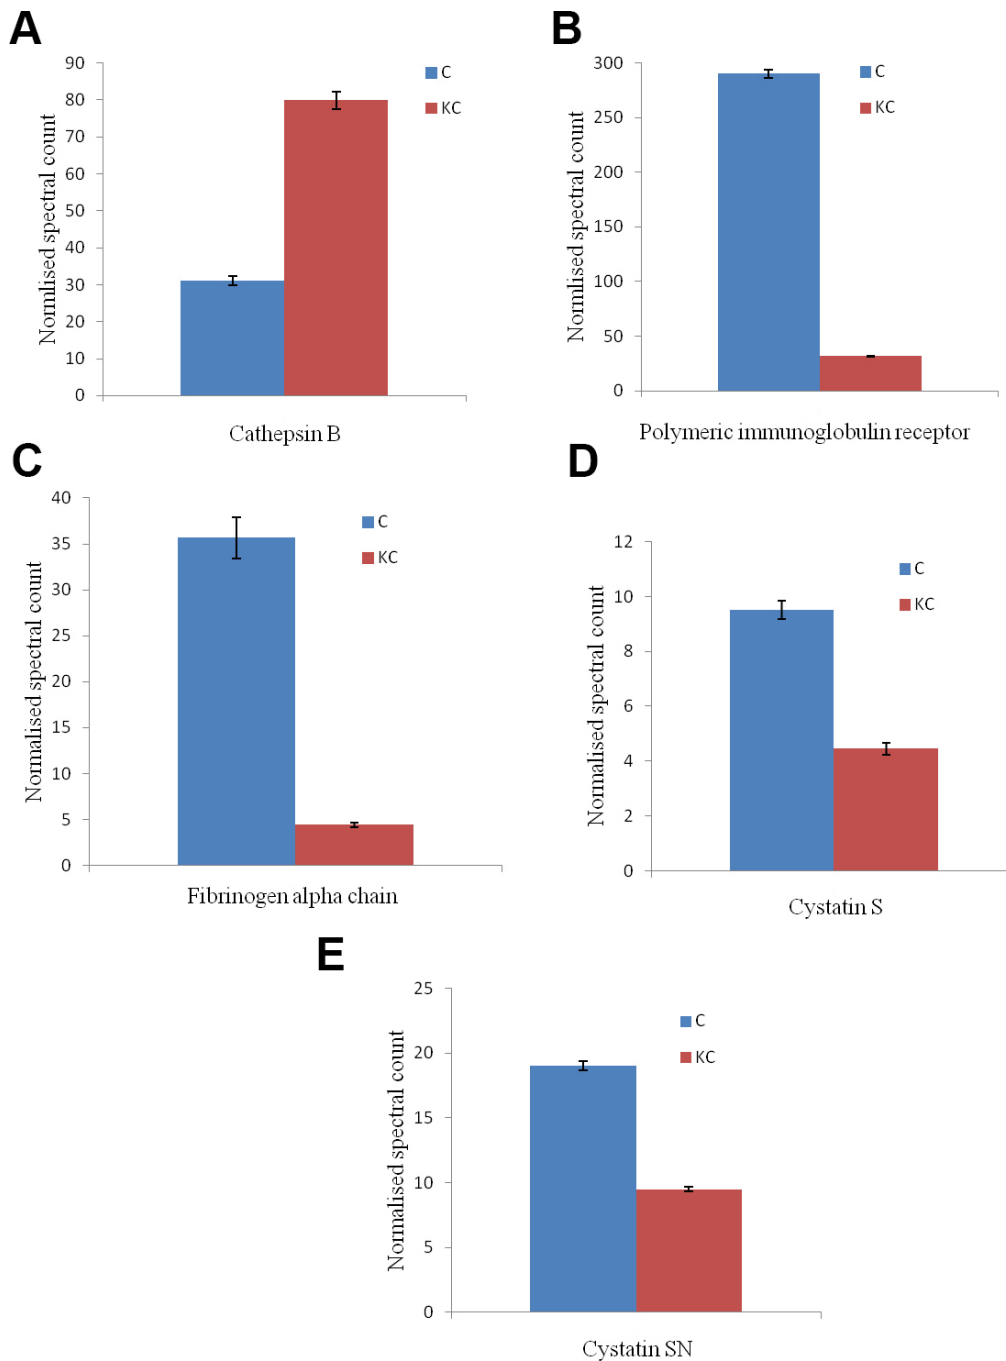 A
Normlised spectral count
90
80
70
60
50
40
30
20
10
0
C
KC
Cathepsin B
B
Normlised spectral count
300
250
200
150
100
50
0
C
KC
Polymeric immunoglobulin receptor
C
Normalised spectral count
40
35
30
25
20
15
10
5
0
C
KC
Fibrinogen alpha chain
D
Normalised spectral count
12
10
8
6
4
2
0
C
KC
Cystatin S
E
Normalised spectral count
25
20
15
10
5
0
C
KC
Cystatin SN